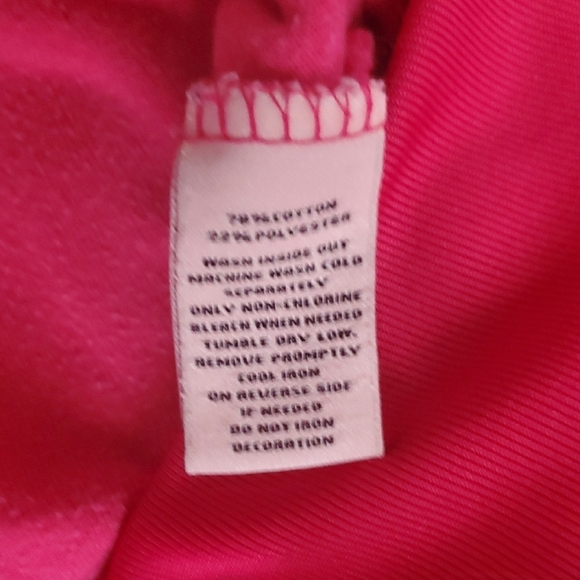 78% COTTON
22% POLYESTER
WASH INSIDE OUT
MACHINE WASH COLD
SEPARATELY
ONLY NON-CHLORINE
BLEACH WHEN NEEDED
TUMBLE DRY LOW.
REMOVE PROMPTLY
COOL IRON
ON REVERSE SIDE
IF NEEDED
DO NOT IRON
DECORATION